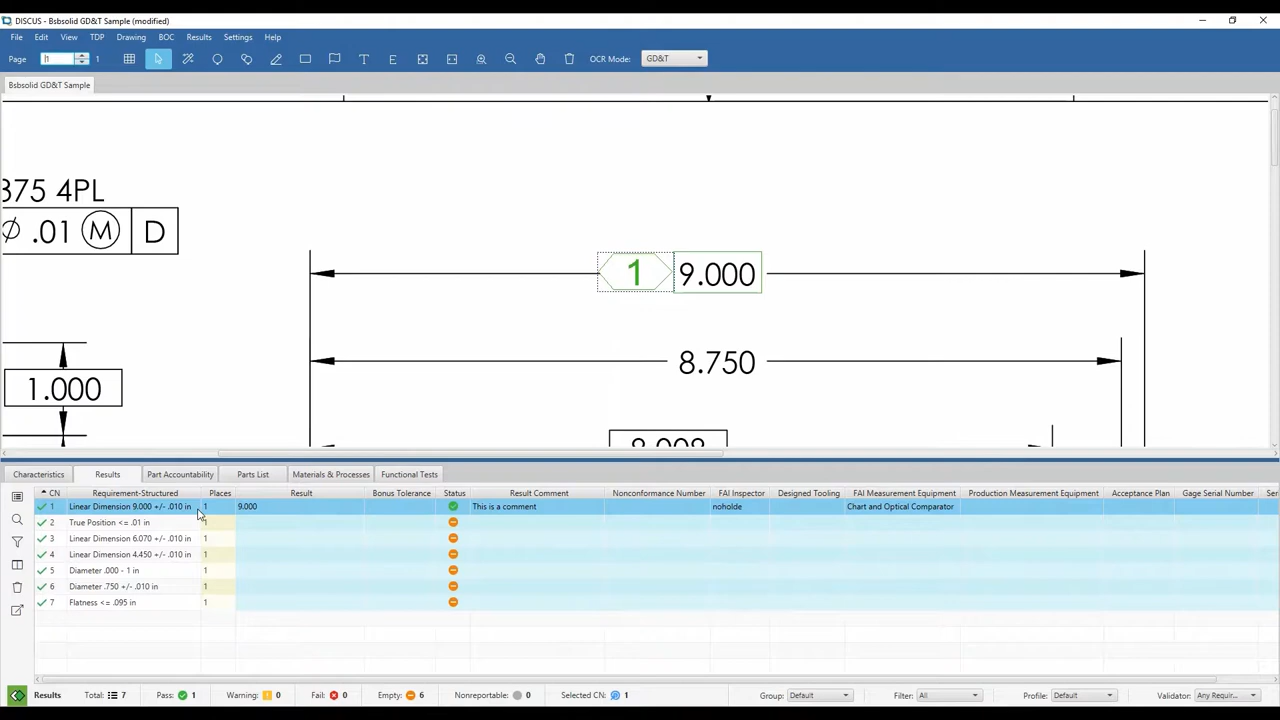 DISCUS - Bsbsolid GD&T Sample (modified)
File Edit View TDP Drawing BOC Results Settings Help
Page 1 1 T E OCR Mode: GD&T
Bsbsolid GD&T Sample
375 4PL
.01 M D
1 9.000
8.750
1.000
8.008
Characteristics Results Part Accountability Parts List Materials & Processes Functional Tests
CN Requirement-Structured Places Result Bonus Tolerance Status Result Comment Nonconformance Number FAI Inspector Designed Tooling FAI Measurement Equipment Production Measurement Equipment Acceptance Plan Gage Serial Number Ser
1 Linear Dimension 9.000 +/- .010 in 1 9.000 This is a comment noholde Chart and Optical Comparator
2 True Position <= .01 in 1
3 Linear Dimension 6.070 +/- .010 in 1
4 Linear Dimension 4.450 +/- .010 in 1
5 Diameter .000 - 1 in 1
6 Diameter .750 +/- .010 in 1
7 Flatness <= .095 in 1
Results Total: 7 Pass: 1 Warning: 0 Fail: 0 Empty: 6 Nonreportable: 0 Selected CN: 1 Group: Default Filter: All Profile: Default Validator: Any Requir...